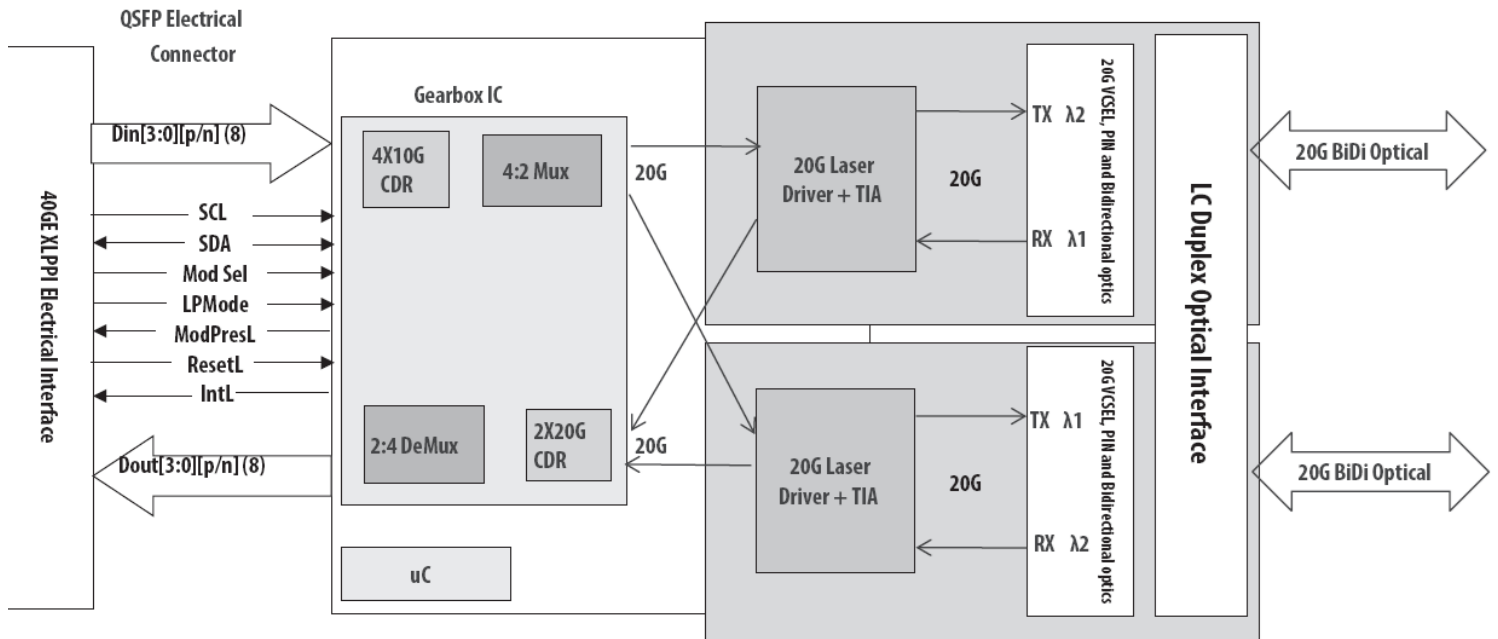 QSFP Electrical
Connector
40GE XLPPI Electrical Interface
Din[3:0][p/n] (8)
SCL
SDA
Mod Sel
LPMode
ModPresL
ResetL
IntL
Dout[3:0][p/n] (8)
Gearbox IC
4X10G
CDR
4:2 Mux
2:4 DeMux
2X20G
CDR
uC
20G
20G
20G Laser
Driver + TIA
20G
TX λ2
RX λ1
20G VCSEL, PIN and Bidirectional optics
20G Laser
Driver + TIA
20G
TX λ1
RX λ2
20G VCSEL, PIN and Bidirectional optics
LC Duplex Optical Interface
20G BiDi Optical
20G BiDi Optical